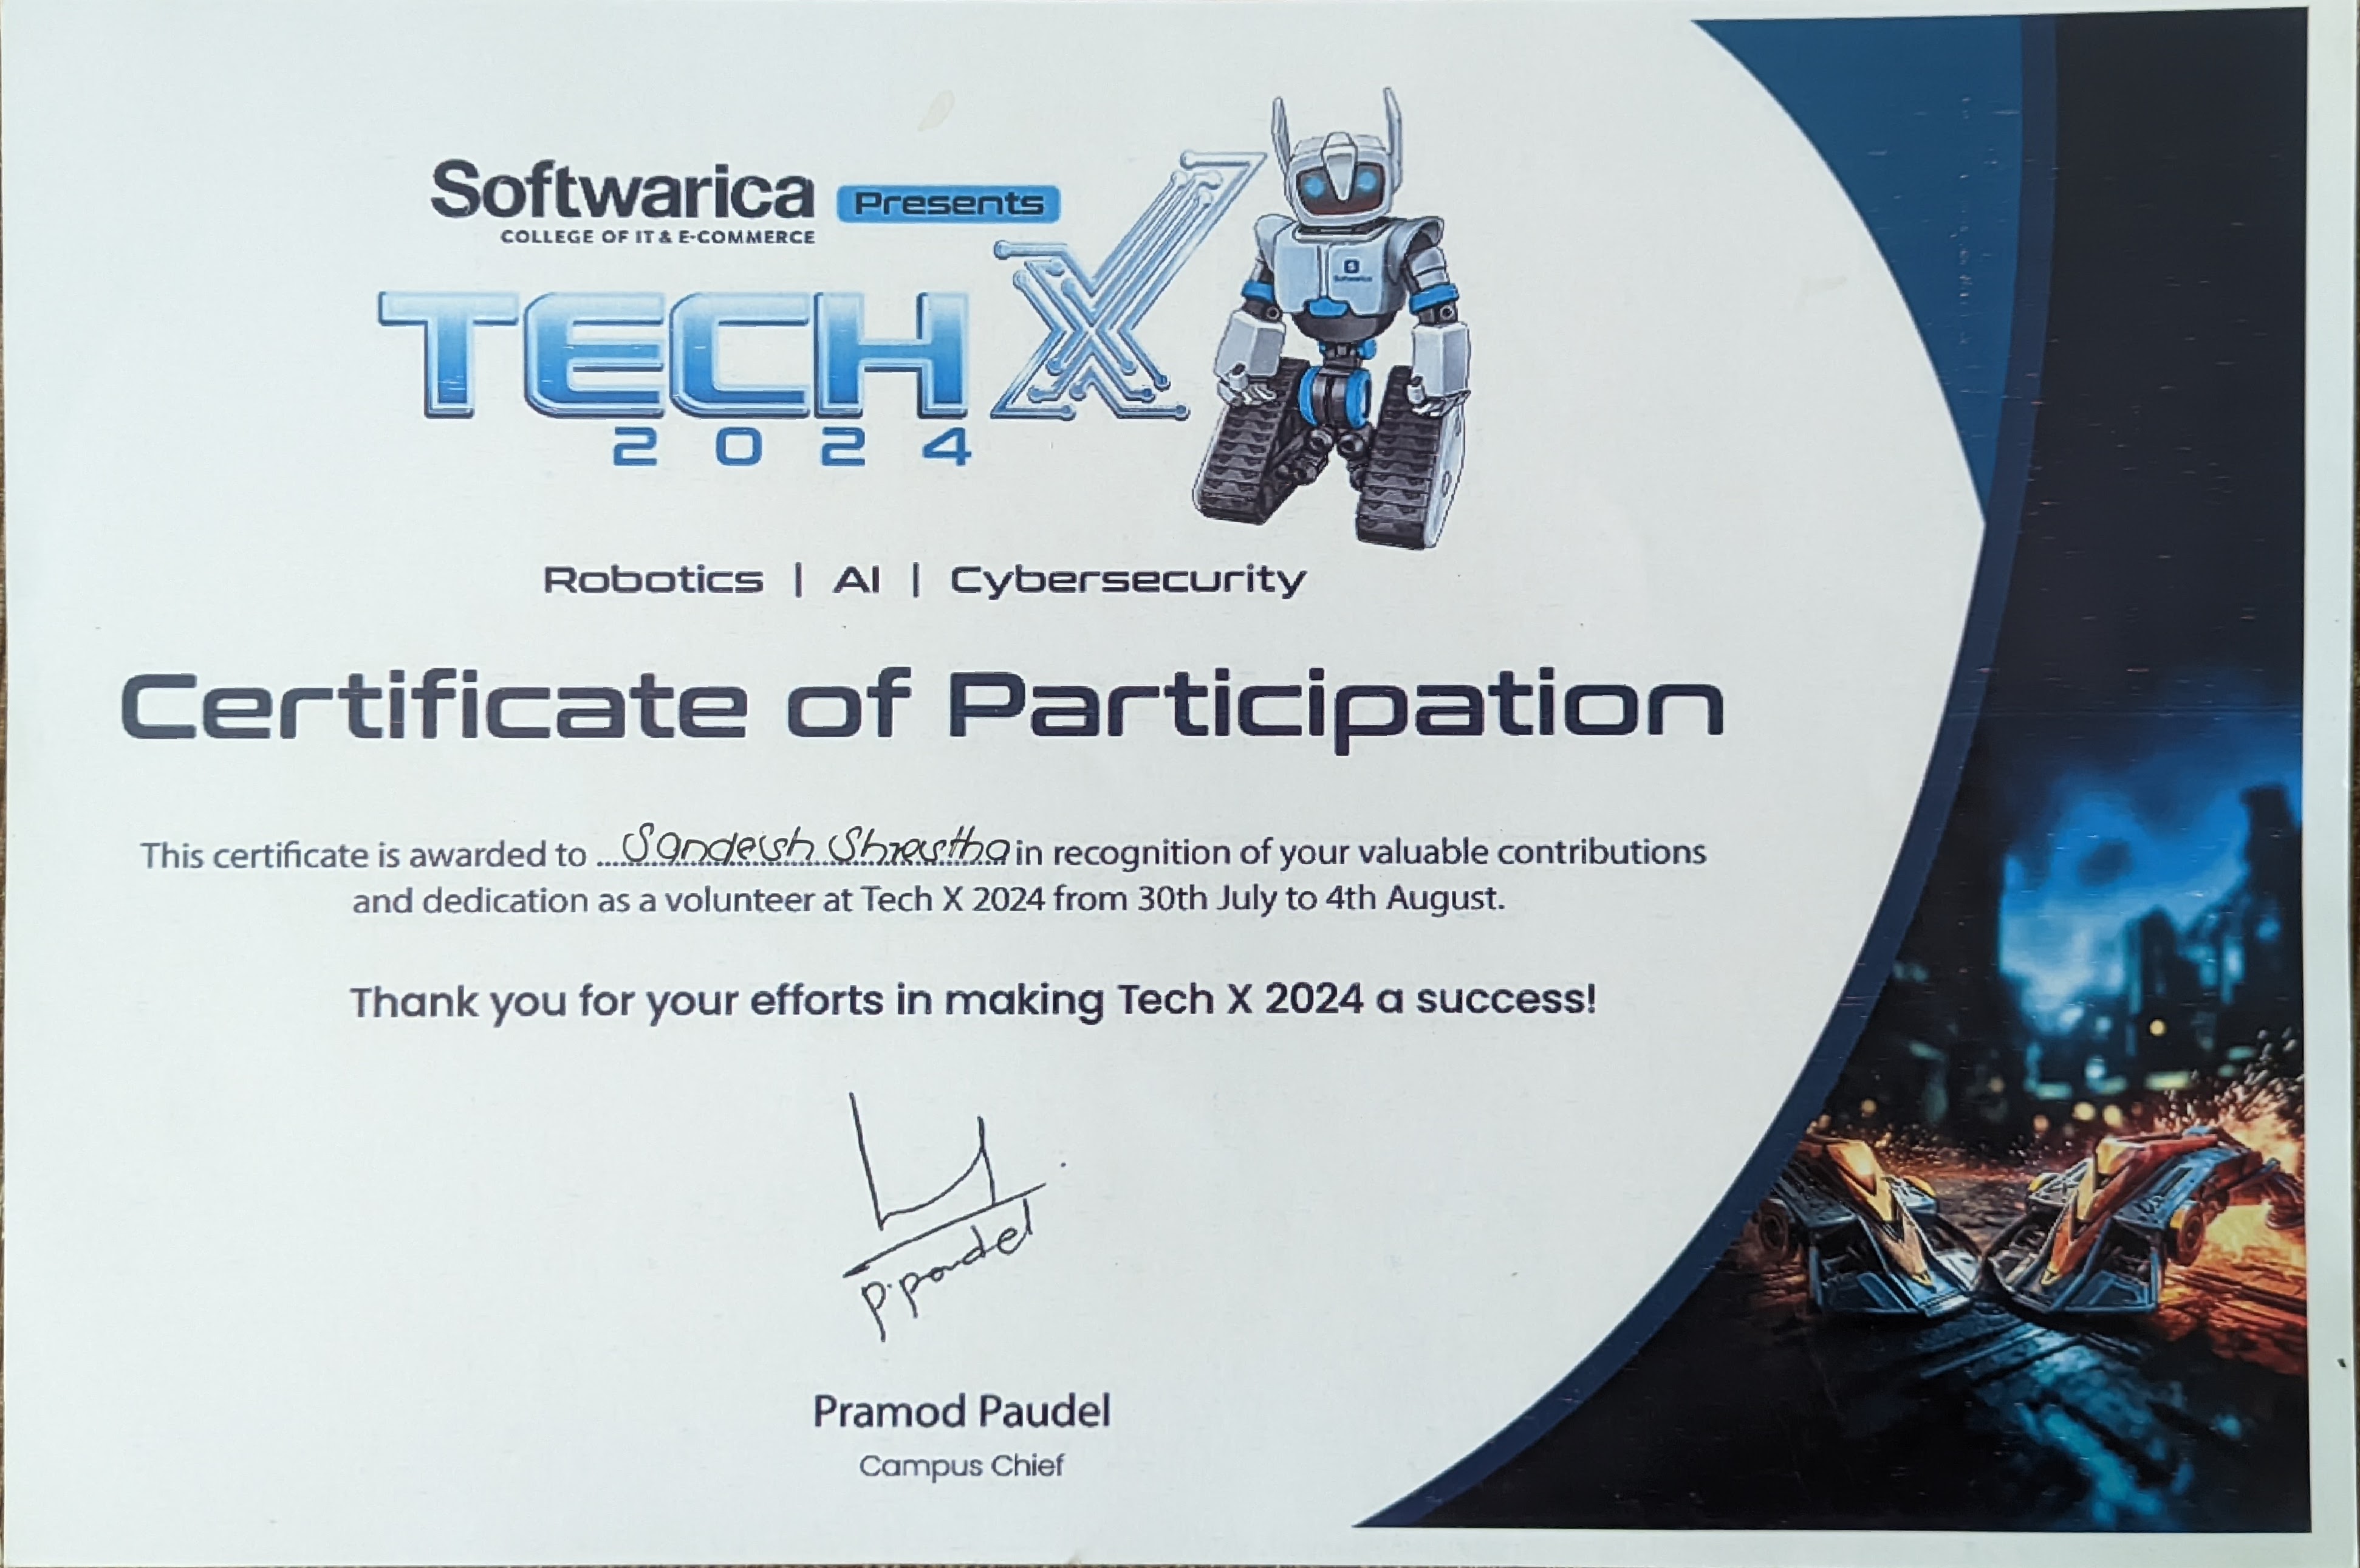 Softwarica Presents
COLLEGE OF IT & E-COMMERCE
TECH X
2024
Softwarica
Robotics | AI | Cybersecurity
Certificate of Participation
This certificate is awarded to ....Sandesh Shrestha in recognition of your valuable contributions
and dedication as a volunteer at Tech X 2024 from 30th July to 4th August.
Thank you for your efforts in making Tech X 2024 a success!
P. Paudel
Pramod Paudel
Campus Chief